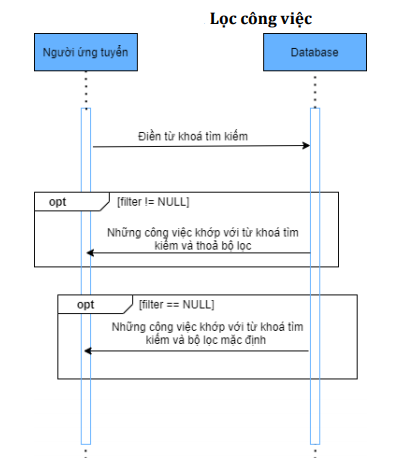 Lọc công việc
Người ứng tuyển
Database
Điền từ khoá tìm kiếm
opt
[filter != NULL]
Những công việc khớp với từ khoá tìm
kiếm và thoả bộ lọc
opt
[filter == NULL]
Những công việc khớp với từ khoá tìm
kiếm và bộ lọc mặc định